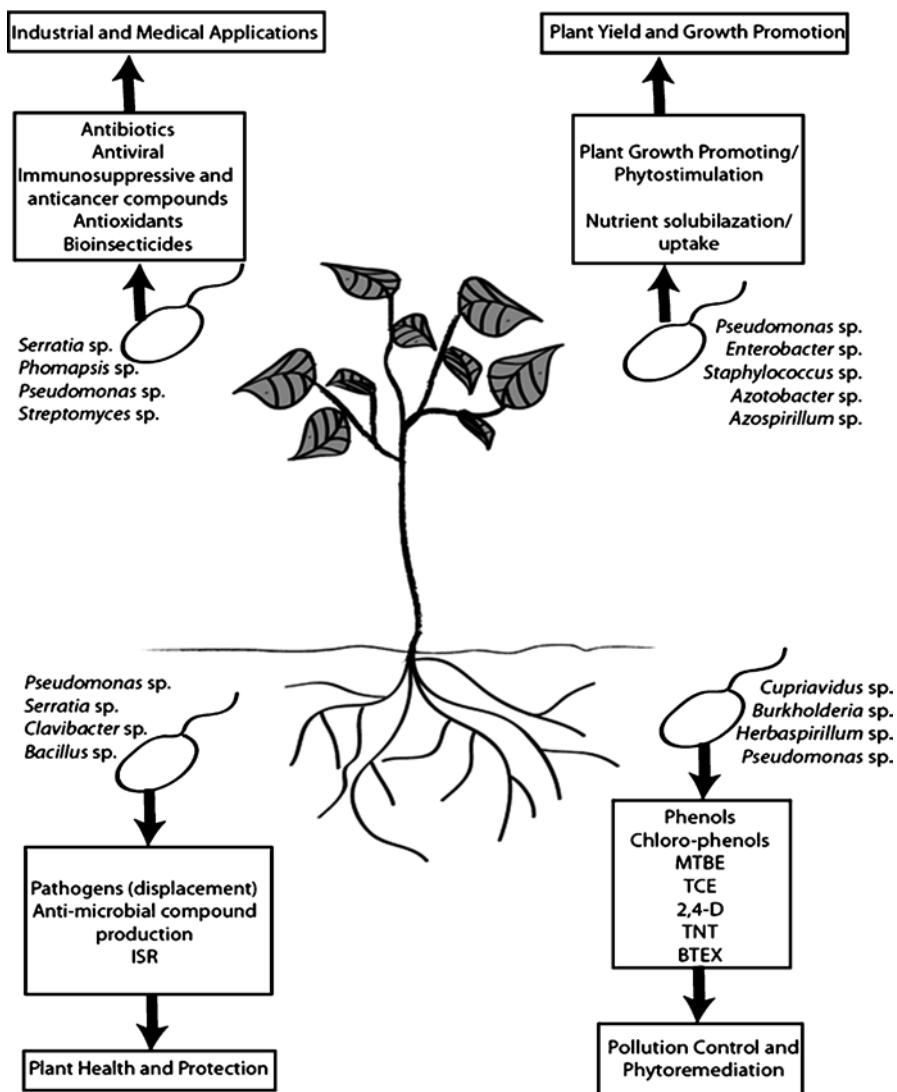 Industrial and Medical Applications
Antibiotics
Antiviral
Immunosuppressive and
anticancer compounds
Antioxidants
Bioinsecticides
Serratia sp.
Phomapsis sp.
Pseudomonas sp.
Streptomyces sp.
Plant Yield and Growth Promotion
Plant Growth Promoting/
Phytostimulation
Nutrient solubilazation/
uptake
Pseudomonas sp.
Enterobacter sp.
Staphylococcus sp.
Azotobacter sp.
Azospirillum sp.
Pseudomonas sp.
Serratia sp.
Clavibacter sp.
Bacillus sp.
Pathogens (displacement)
Anti-microbial compound
production
ISR
Plant Health and Protection
Cupriavidus sp.
Burkholderia sp.
Herbaspirillum sp.
Pseudomonas sp.
Phenols
Chloro-phenols
MTBE
TCE
2,4-D
TNT
BTEX
Pollution Control and
Phytoremediation